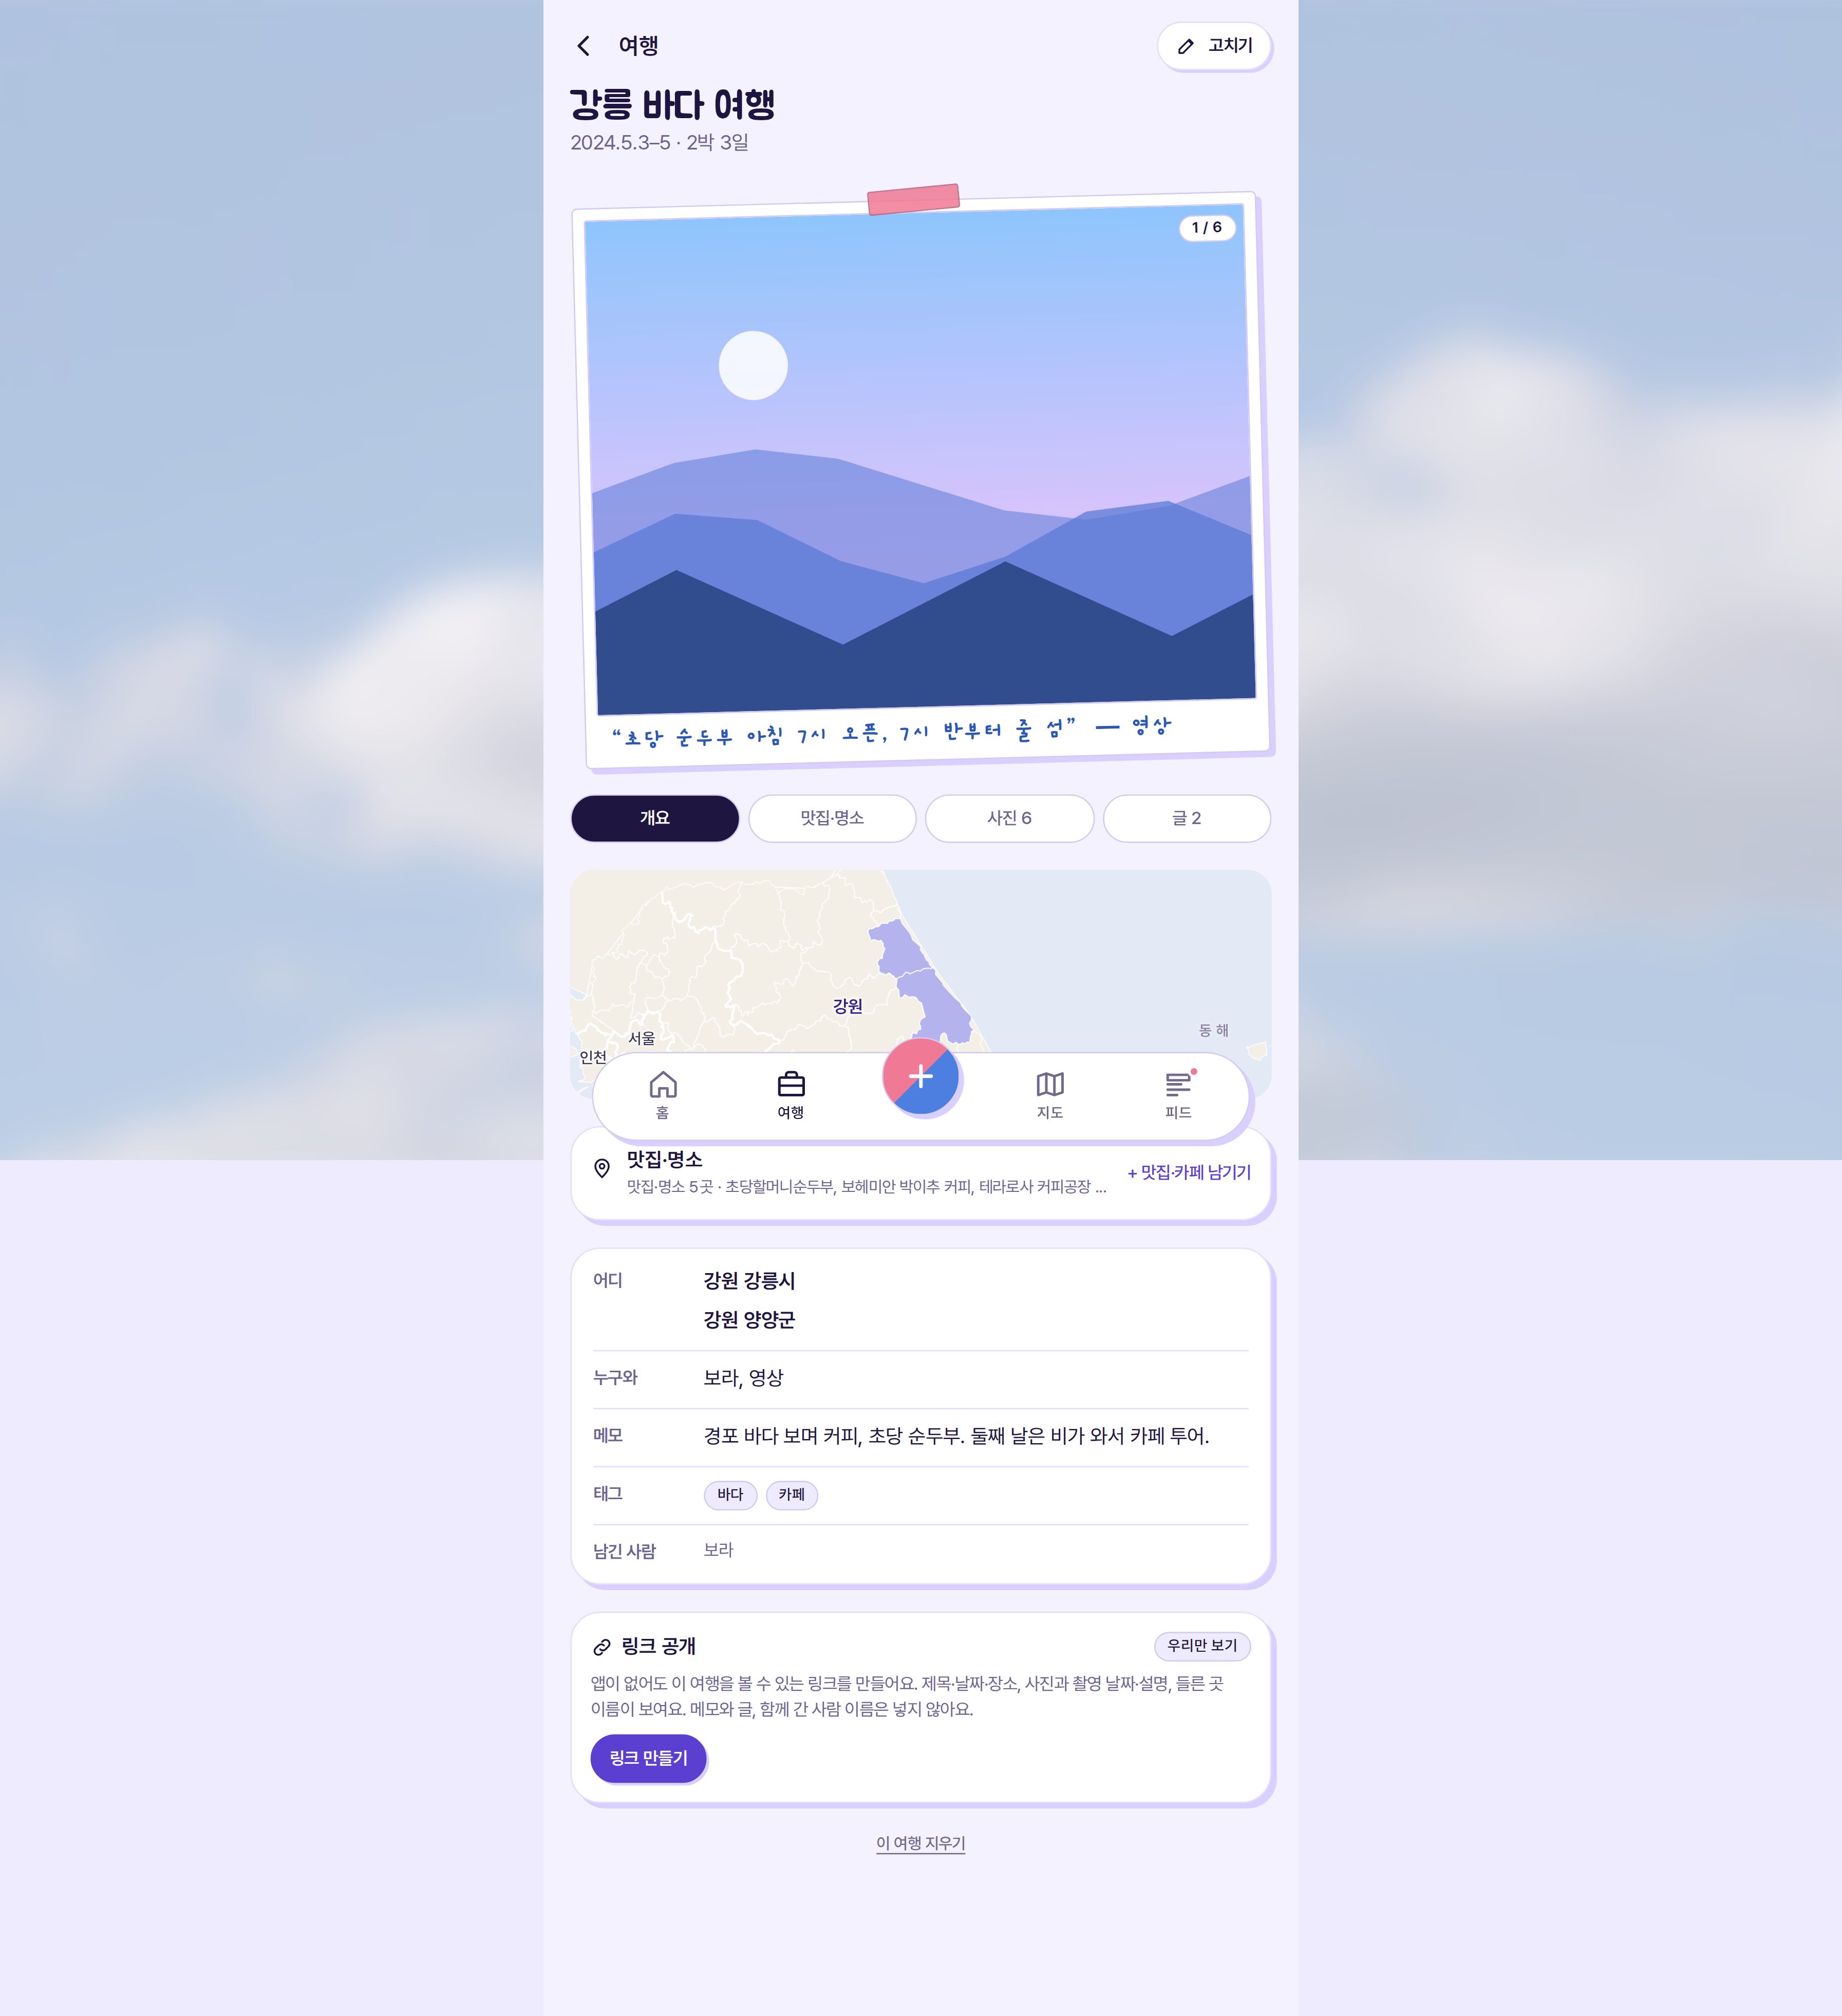 여행
고치기
강릉 바다 여행
2024.5.3–5 · 2박 3일
1 / 6
“초당 순두부 아침 7시 오픈, 7시 반부터 줄 섬” — 영상
개요
맛집·명소
사진 6
글 2
강원
동 해
서울
인천
홈
여행
지도
피드
맛집·명소
맛집·명소 5곳 · 초당할머니순두부, 보헤미안 박이추 커피, 테라로사 커피공장 ...
+ 맛집·카페 남기기
어디
강원 강릉시
강원 양양군
누구와
보라, 영상
메모
경포 바다 보며 커피, 초당 순두부. 둘째 날은 비가 와서 카페 투어.
태그
바다
카페
남긴 사람
보라
링크 공개
우리만 보기
앱이 없어도 이 여행을 볼 수 있는 링크를 만들어요. 제목·날짜·장소, 사진과 촬영 날짜·설명, 들른 곳
이름이 보여요. 메모와 글, 함께 간 사람 이름은 넣지 않아요.
링크 만들기
이 여행 지우기